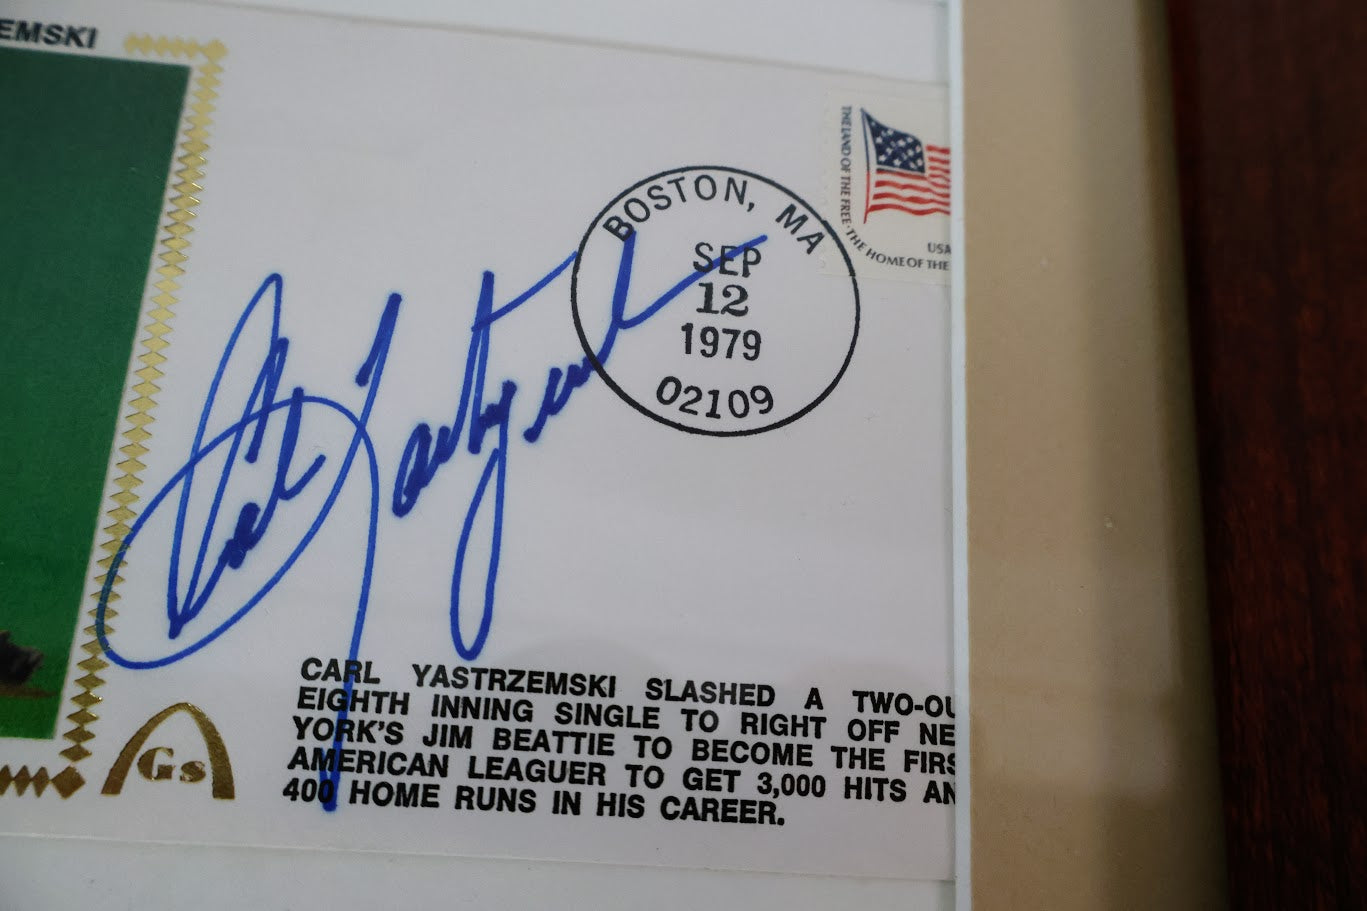 EMSKI
THE LAND OF THE FREE · THE HOME OF THE
USA
BOSTON, MA
SEP
12
1979
02109
Carl Yastrzemski
CARL YASTRZEMSKI SLASHED A TWO-OU
EIGHTH INNING SINGLE TO RIGHT OFF NE
YORK'S JIM BEATTIE TO BECOME THE FIRS
AMERICAN LEAGUER TO GET 3,000 HITS AN
400 HOME RUNS IN HIS CAREER.
Gs